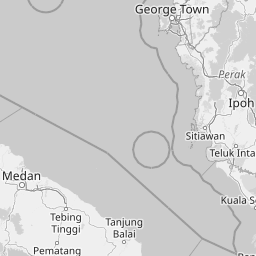 George Town
Perak
Ipoh
Sitiawan
Teluk Inta
Medan
Kuala S
Tebing
Tinggi
Tanjung
Balai
Pematang